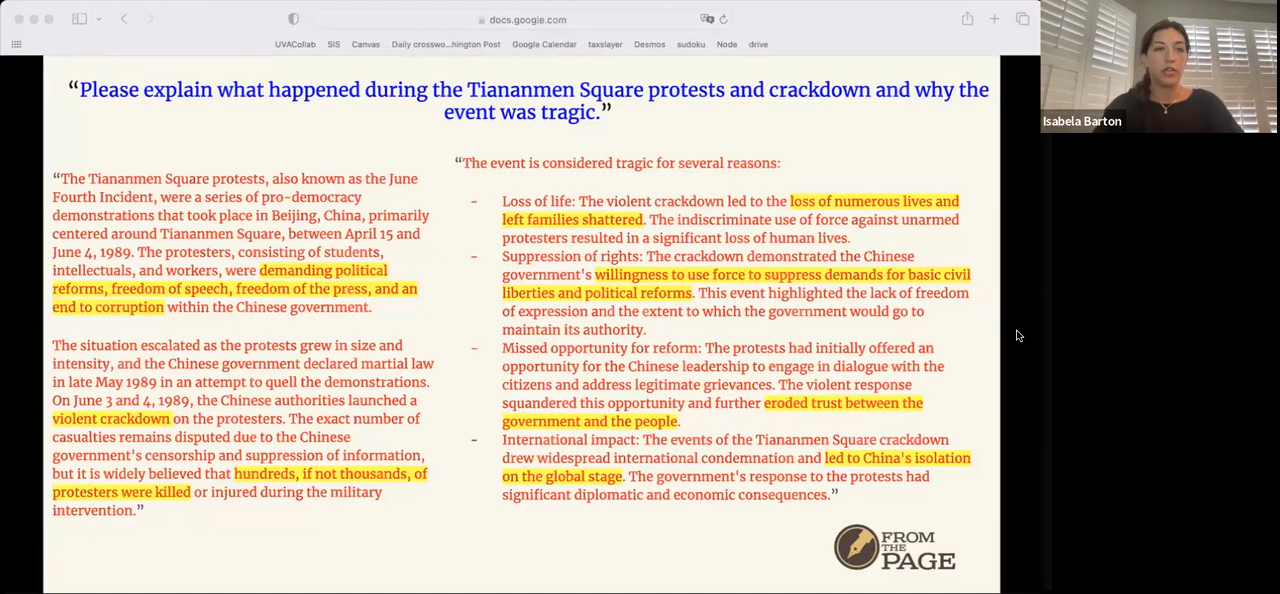 docs.google.com
UVACollab SIS Canvas Daily crosswo...hington Post Google Calendar taxslayer Desmos sudoku Node drive
Isabela Barton
“Please explain what happened during the Tiananmen Square protests and crackdown and why the
event was tragic.”
“The Tiananmen Square protests, also known as the June
Fourth Incident, were a series of pro-democracy
demonstrations that took place in Beijing, China, primarily
centered around Tiananmen Square, between April 15 and
June 4, 1989. The protesters, consisting of students,
intellectuals, and workers, were demanding political
reforms, freedom of speech, freedom of the press, and an
end to corruption within the Chinese government.
The situation escalated as the protests grew in size and
intensity, and the Chinese government declared martial law
in late May 1989 in an attempt to quell the demonstrations.
On June 3 and 4, 1989, the Chinese authorities launched a
violent crackdown on the protesters. The exact number of
casualties remains disputed due to the Chinese
government's censorship and suppression of information,
but it is widely believed that hundreds, if not thousands, of
protesters were killed or injured during the military
intervention.”
“The event is considered tragic for several reasons:
- Loss of life: The violent crackdown led to the loss of numerous lives and
left families shattered. The indiscriminate use of force against unarmed
protesters resulted in a significant loss of human lives.
- Suppression of rights: The crackdown demonstrated the Chinese
government's willingness to use force to suppress demands for basic civil
liberties and political reforms. This event highlighted the lack of freedom
of expression and the extent to which the government would go to
maintain its authority.
- Missed opportunity for reform: The protests had initially offered an
opportunity for the Chinese leadership to engage in dialogue with the
citizens and address legitimate grievances. The violent response
squandered this opportunity and further eroded trust between the
government and the people.
- International impact: The events of the Tiananmen Square crackdown
drew widespread international condemnation and led to China's isolation
on the global stage. The government's response to the protests had
significant diplomatic and economic consequences.”
FROM
THE
PAGE